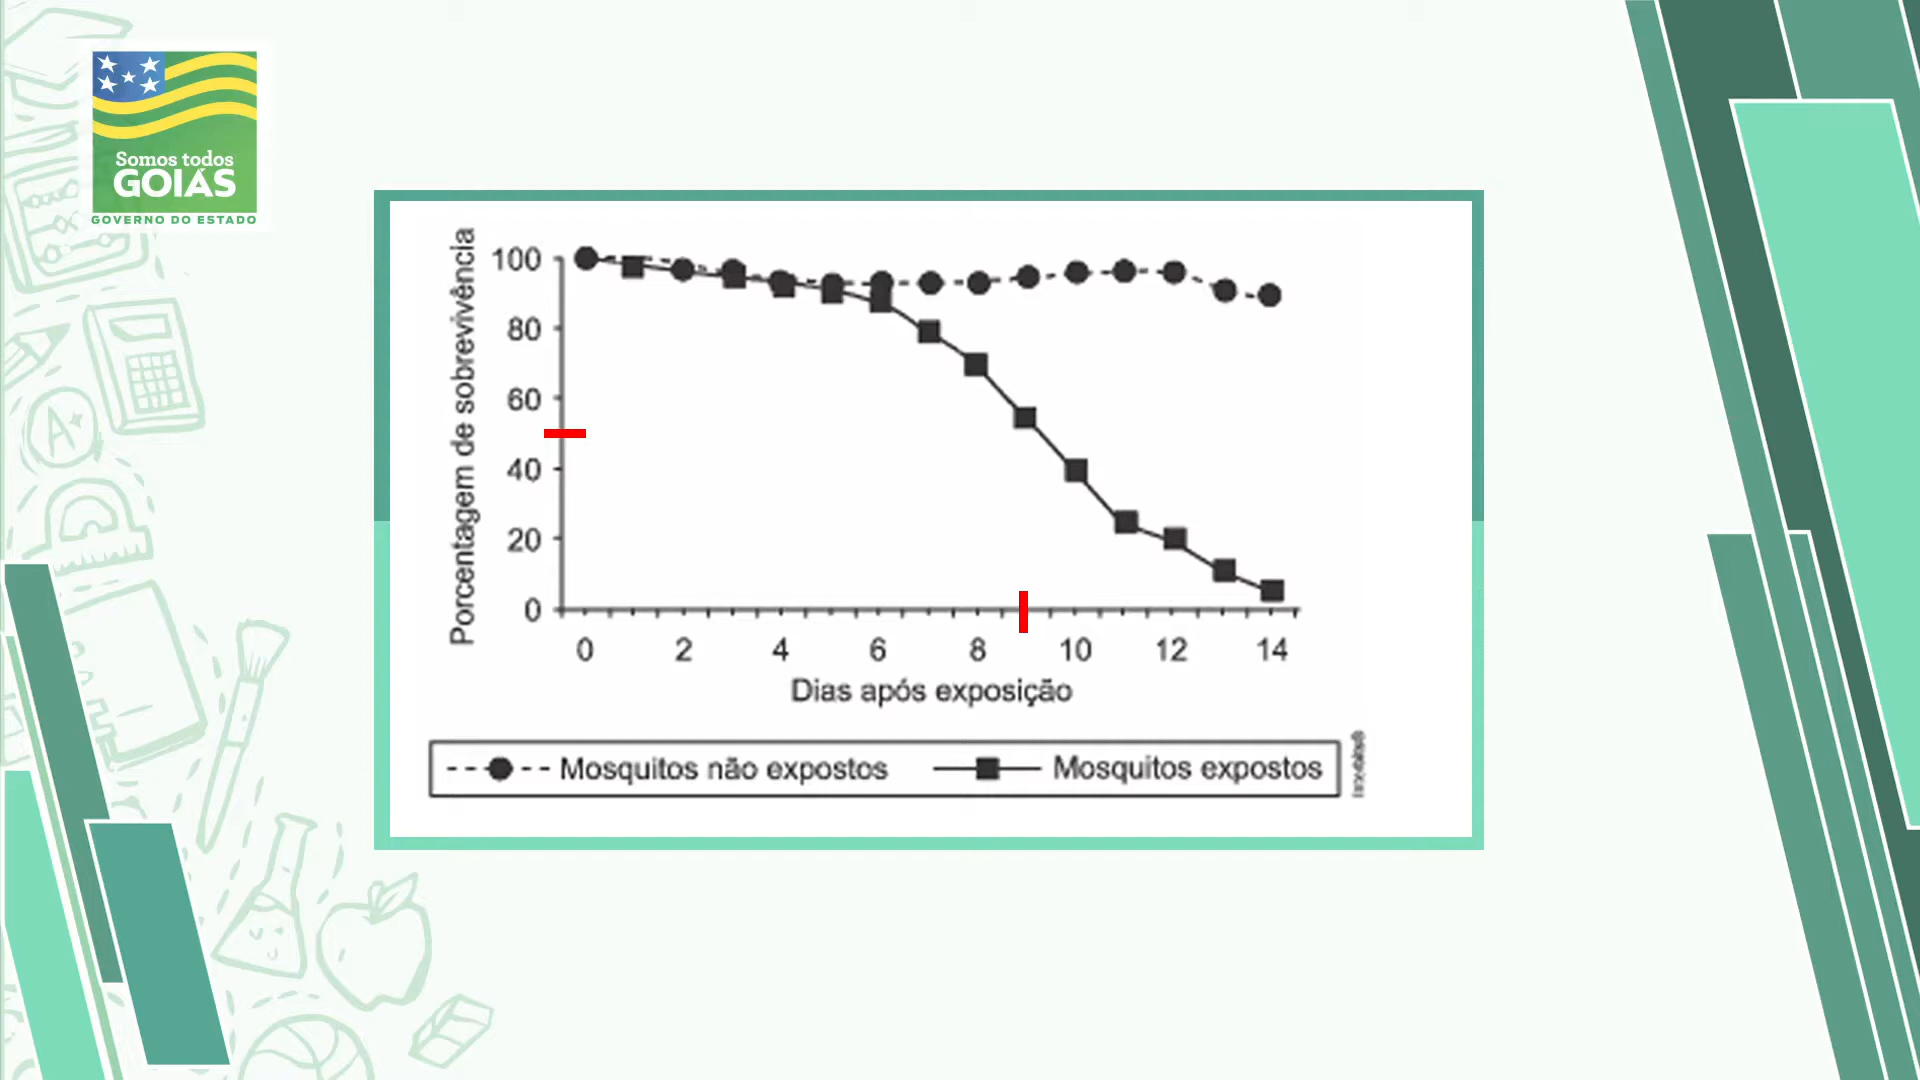 Somos todos
GOIÁS
GOVERNO DO ESTADO
Porcentagem de sobrevivência
100
80
60
40
20
0
0 2 4 6 8 10 12 14
Dias após exposição
Mosquitos não expostos Mosquitos expostos
A+